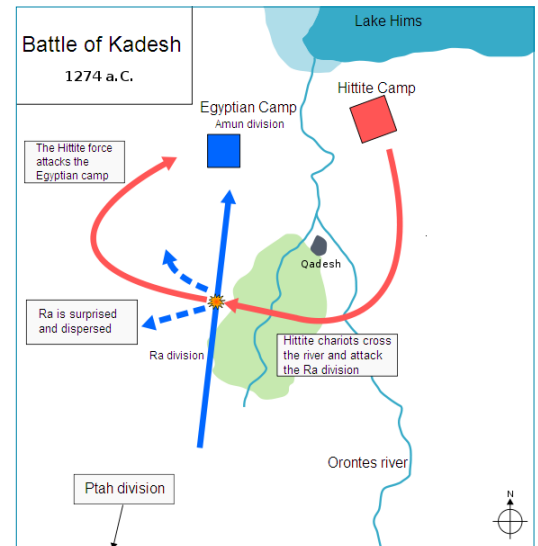 Battle of Kadesh
1274 a.C.
Lake Hims
Hittite Camp
Egyptian Camp
Amun division
The Hittite force
attacks the
Egyptian camp
Qadesh
Ra is surprised
and dispersed
Ra division
Hittite chariots cross
the river and attack
the Ra division
Orontes river
Ptah division
N